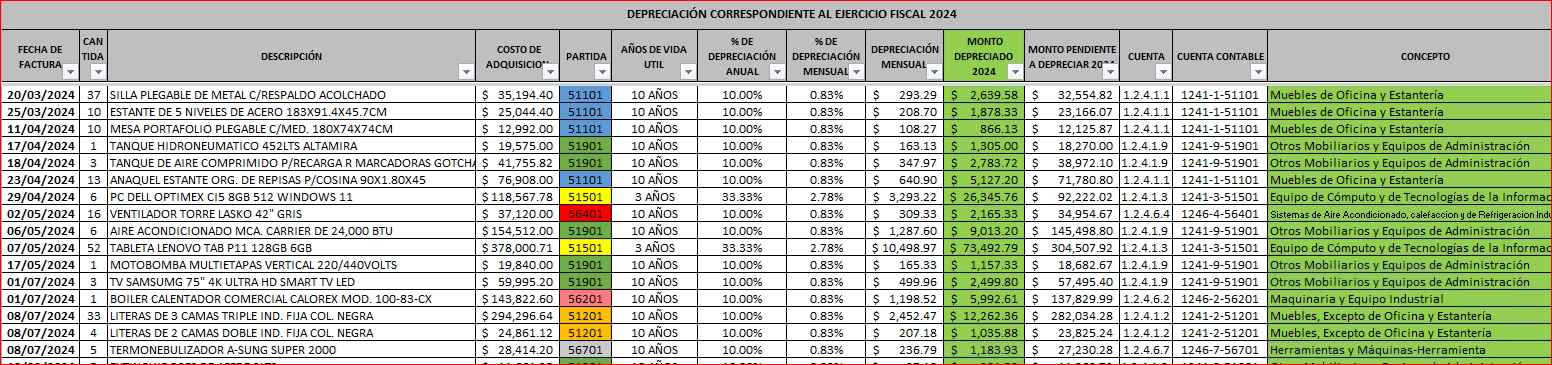 DEPRECIACIÓN CORRESPONDIENTE AL EJERCICIO FISCAL 2024
FECHA DE FACTURA CAN TIDA DESCRIPCIÓN COSTO DE ADQUISICION PARTIDA AÑOS DE VIDA UTIL % DE DEPRECIACIÓN ANUAL % DE DEPRECIACIÓN MENSUAL DEPRECIACIÓN MENSUAL MONTO DEPRECIADO 2024 MONTO PENDIENTE A DEPRECIAR 2024 CUENTA CUENTA CONTABLE CONCEPTO
20/03/2024 37 SILLA PLEGABLE DE METAL C/RESPALDO ACOLCHADO $ 35,194.40 51101 10 AÑOS 10.00% 0.83% $ 293.29 $ 2,639.58 $ 32,554.82 1.2.4.1.1 1241-1-51101 Muebles de Oficina y Estantería
25/03/2024 10 ESTANTE DE 5 NIVELES DE ACERO 183X91.4X45.7CM $ 25,044.40 51101 10 AÑOS 10.00% 0.83% $ 208.70 $ 1,878.33 $ 23,166.07 1.2.4.1.1 1241-1-51101 Muebles de Oficina y Estantería
11/04/2024 10 MESA PORTAFOLIO PLEGABLE C/MED. 180X74X74CM $ 12,992.00 51101 10 AÑOS 10.00% 0.83% $ 108.27 $ 866.13 $ 12,125.87 1.2.4.1.1 1241-1-51101 Muebles de Oficina y Estantería
17/04/2024 1 TANQUE HIDRONEUMATICO 452LTS ALTAMIRA $ 19,575.00 51901 10 AÑOS 10.00% 0.83% $ 163.13 $ 1,305.00 $ 18,270.00 1.2.4.1.9 1241-9-51901 Otros Mobiliarios y Equipos de Administración
18/04/2024 3 TANQUE DE AIRE COMPRIMIDO P/RECARGA R MARCADORAS GOTCHA $ 41,755.82 51901 10 AÑOS 10.00% 0.83% $ 347.97 $ 2,783.72 $ 38,972.10 1.2.4.1.9 1241-9-51901 Otros Mobiliarios y Equipos de Administración
23/04/2024 13 ANAQUEL ESTANTE ORG. DE REPISAS P/COSINA 90X1.80X45 $ 76,908.00 51101 10 AÑOS 10.00% 0.83% $ 640.90 $ 5,127.20 $ 71,780.80 1.2.4.1.1 1241-1-51101 Muebles de Oficina y Estantería
29/04/2024 6 PC DELL OPTIMEX CI5 8GB 512 WINDOWS 11 $ 118,567.78 51501 3 AÑOS 33.33% 2.78% $ 3,293.22 $ 26,345.76 $ 92,222.02 1.2.4.1.3 1241-3-51501 Equipo de Cómputo y de Tecnologías de la Informac
02/05/2024 16 VENTILADOR TORRE LASKO 42" GRIS $ 37,120.00 56401 10 AÑOS 10.00% 0.83% $ 309.33 $ 2,165.33 $ 34,954.67 1.2.4.6.4 1246-4-56401 Sistemas de Aire Acondicionado, calefaccion y de Refrigeracion Indu
06/05/2024 6 AIRE ACONDICIONADO MCA. CARRIER DE 24,000 BTU $ 154,512.00 51901 10 AÑOS 10.00% 0.83% $ 1,287.60 $ 9,013.20 $ 145,498.80 1.2.4.1.9 1241-9-51901 Otros Mobiliarios y Equipos de Administración
07/05/2024 52 TABLETA LENOVO TAB P11 128GB 6GB $ 378,000.71 51501 3 AÑOS 33.33% 2.78% $ 10,498.97 $ 73,492.79 $ 304,507.92 1.2.4.1.3 1241-3-51501 Equipo de Cómputo y de Tecnologías de la Informac
17/05/2024 1 MOTOBOMBA MULTIETAPAS VERTICAL 220/440VOLTS $ 19,840.00 51901 10 AÑOS 10.00% 0.83% $ 165.33 $ 1,157.33 $ 18,682.67 1.2.4.1.9 1241-9-51901 Otros Mobiliarios y Equipos de Administración
01/07/2024 3 TV SAMSUMG 75" 4K ULTRA HD SMART TV LED $ 59,995.20 51901 10 AÑOS 10.00% 0.83% $ 499.96 $ 2,499.80 $ 57,495.40 1.2.4.1.9 1241-9-51901 Otros Mobiliarios y Equipos de Administración
01/07/2024 1 BOILER CALENTADOR COMERCIAL CALOREX MOD. 100-83-CX $ 143,822.60 56201 10 AÑOS 10.00% 0.83% $ 1,198.52 $ 5,992.61 $ 137,829.99 1.2.4.6.2 1246-2-56201 Maquinaria y Equipo Industrial
08/07/2024 33 LITERAS DE 3 CAMAS TRIPLE IND. FIJA COL. NEGRA $ 294,296.64 51201 10 AÑOS 10.00% 0.83% $ 2,452.47 $ 12,262.36 $ 282,034.28 1.2.4.1.2 1241-2-51201 Muebles, Excepto de Oficina y Estantería
08/07/2024 4 LITERAS DE 2 CAMAS DOBLE IND. FIJA COL. NEGRA $ 24,861.12 51201 10 AÑOS 10.00% 0.83% $ 207.18 $ 1,035.88 $ 23,825.24 1.2.4.1.2 1241-2-51201 Muebles, Excepto de Oficina y Estantería
08/07/2024 5 TERMONEBULIZADOR A-SUNG SUPER 2000 $ 28,414.20 56701 10 AÑOS 10.00% 0.83% $ 236.79 $ 1,183.93 $ 27,230.28 1.2.4.6.7 1246-7-56701 Herramientas y Máquinas-Herramienta